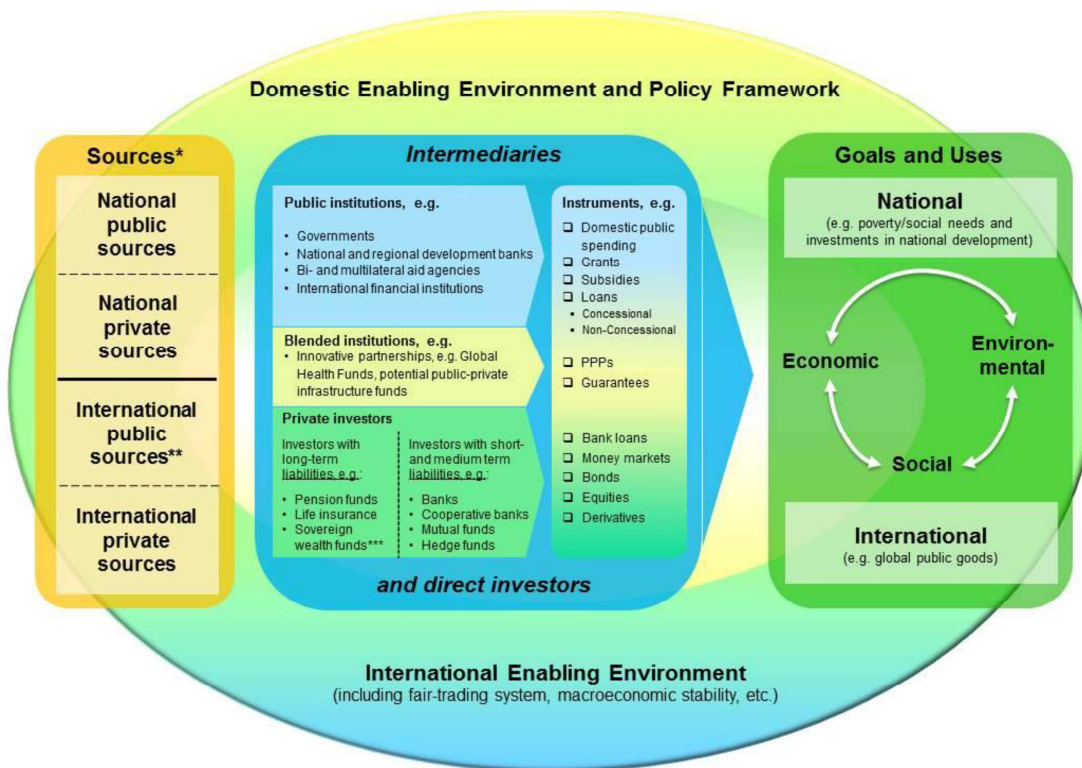 Domestic Enabling Environment and Policy Framework
Sources*
National
public
sources
National
private
sources
International
public
sources**
International
private
sources
Intermediaries
Public institutions, e.g.
• Governments
• National and regional development banks
• Bi- and multilateral aid agencies
• International financial institutions
Blended institutions, e.g.
• Innovative partnerships, e.g. Global
Health Funds, potential public-private
infrastructure funds
Private investors
Investors with
long-term
liabilities, e.g.:
• Pension funds
• Life insurance
• Sovereign
wealth funds***
Investors with short-
and medium term
liabilities, e.g.:
• Banks
• Cooperative banks
• Mutual funds
• Hedge funds
Instruments, e.g.
❑ Domestic public
spending
❑ Grants
❑ Subsidies
❑ Loans
• Concessional
• Non-Concessional
❑ PPPs
❑ Guarantees
❑ Bank loans
❑ Money markets
❑ Bonds
❑ Equities
❑ Derivatives
and direct investors
Goals and Uses
National
(e.g. poverty/social needs and
investments in national development)
Economic
Environ-
mental
Social
International
(e.g. global public goods)
International Enabling Environment
(including fair-trading system, macroeconomic stability, etc.)